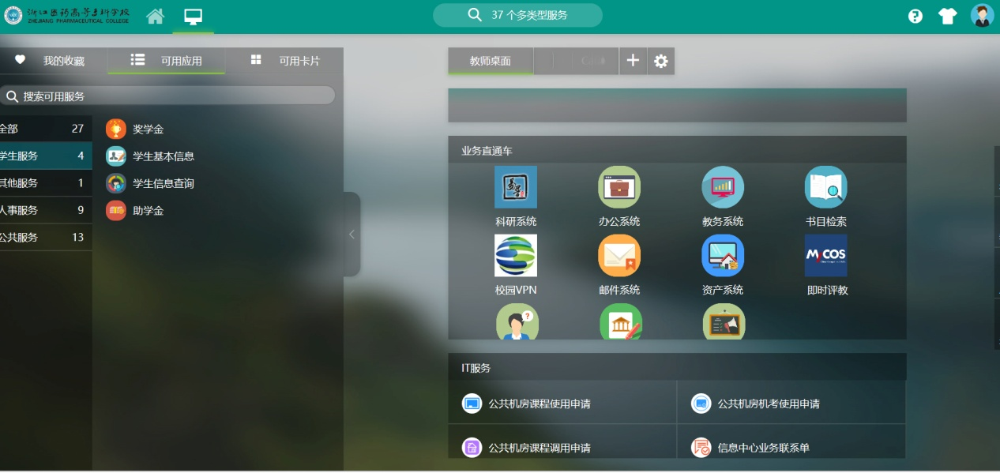 浙江医药高等专科学校
ZHEJIANG PHARMACEUTICAL COLLEGE
37 个多类型服务
我的收藏
可用应用
可用卡片
教师桌面
搜索可用服务
全部 27
学生服务 4
其他服务 1
人事服务 9
公共服务 13
奖学金
学生基本信息
学生信息查询
助学金
业务直通车
科研系统
办公系统
教务系统
书目检索
校园VPN
邮件系统
资产系统
MyCOS
即时评教
IT服务
公共机房课程使用申请
公共机房机考使用申请
公共机房课程调用申请
信息中心业务联系单